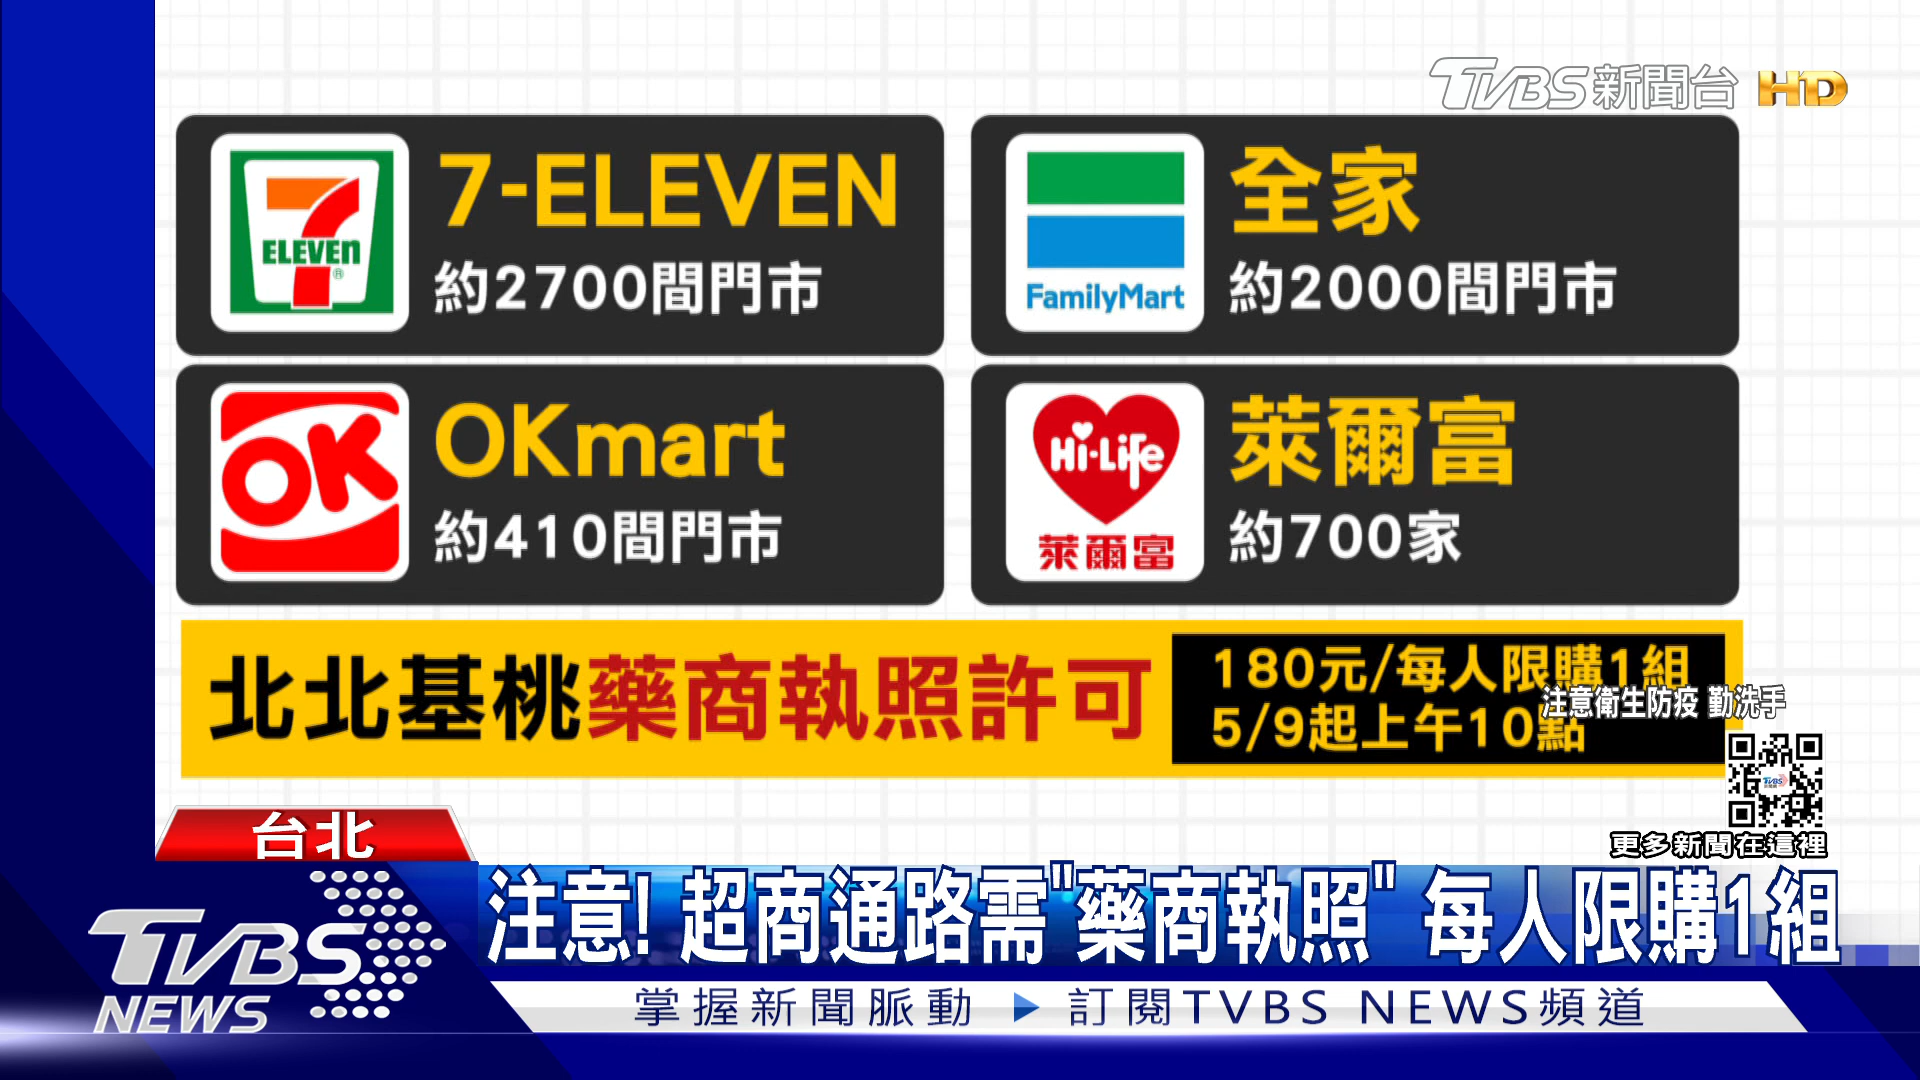 TVBS新聞台 HD
7-ELEVEN
約2700間門市
ELEVEn
全家
約2000間門市
FamilyMart
OKmart
約410間門市
OK
萊爾富
約700家
Hi-Life
萊爾富
北北基桃藥商執照許可
180元/每人限購1組
5/9起上午10點
注意衛生防疫 勤洗手
TVBS
更多新聞在這裡
台北
注意! 超商通路需"藥商執照" 每人限購1組
TVBS
NEWS
掌握新聞脈動 ▶ 訂閱TVBS NEWS頻道